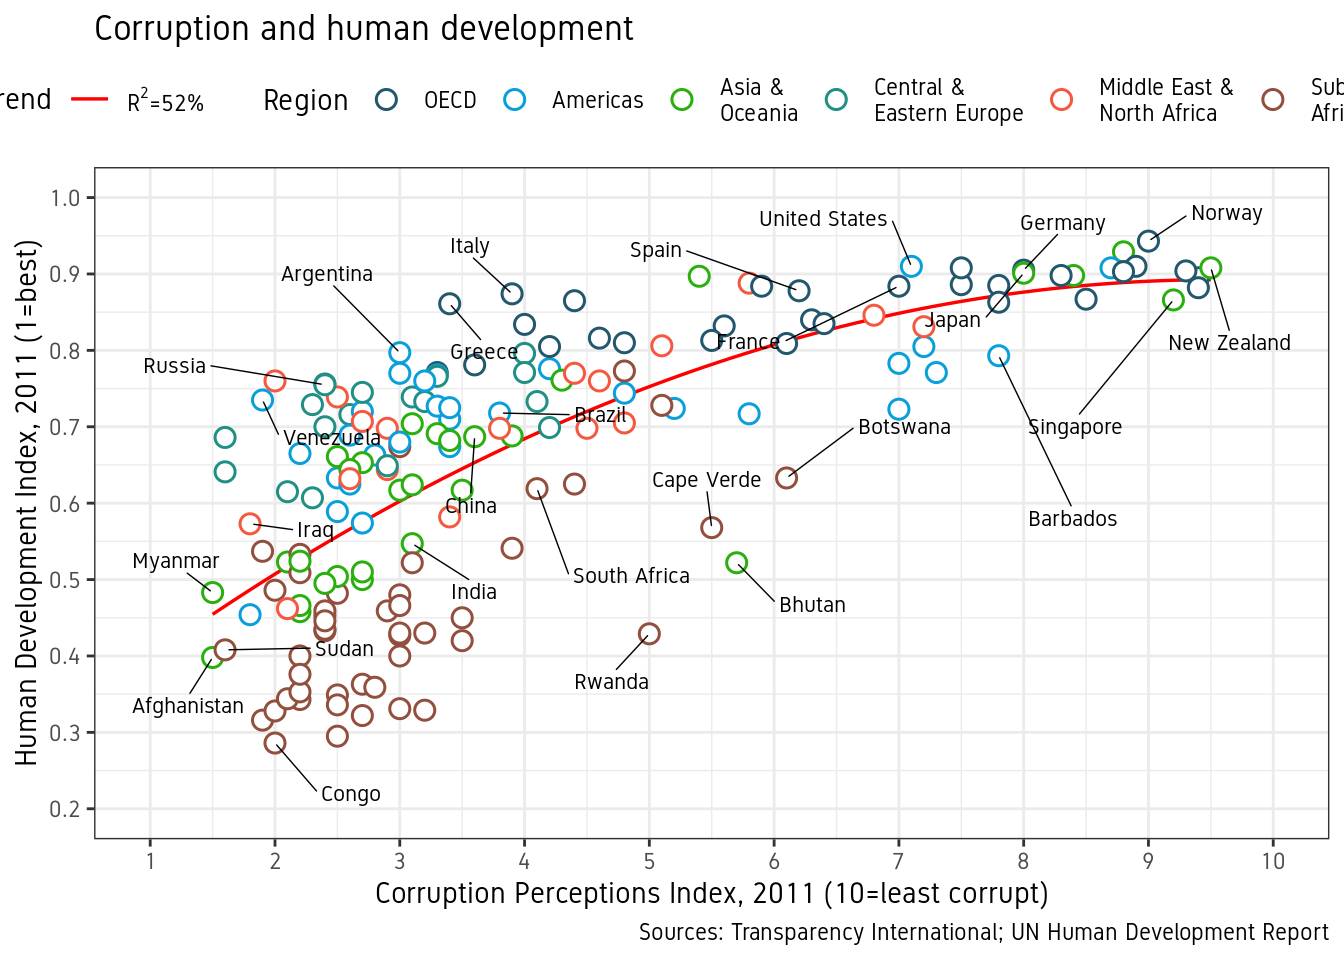 Corruption and human development
rend
R2=52%
Region
OECD
Americas
Asia &
Oceania
Central &
Eastern Europe
Middle East &
North Africa
Sub
Afri
Human Development Index, 2011 (1=best)
1.0
0.9
0.8
0.7
0.6
0.5
0.4
0.3
0.2
Norway
United States
Germany
Italy
Spain
Argentina
Japan
New Zealand
France
Greece
Russia
Brazil
Venezuela
Singapore
Botswana
Cape Verde
China
Barbados
Iraq
Myanmar
South Africa
India
Bhutan
Sudan
Rwanda
Afghanistan
Congo
1 2 3 4 5 6 7 8 9 10
Corruption Perceptions Index, 2011 (10=least corrupt)
Sources: Transparency International; UN Human Development Report